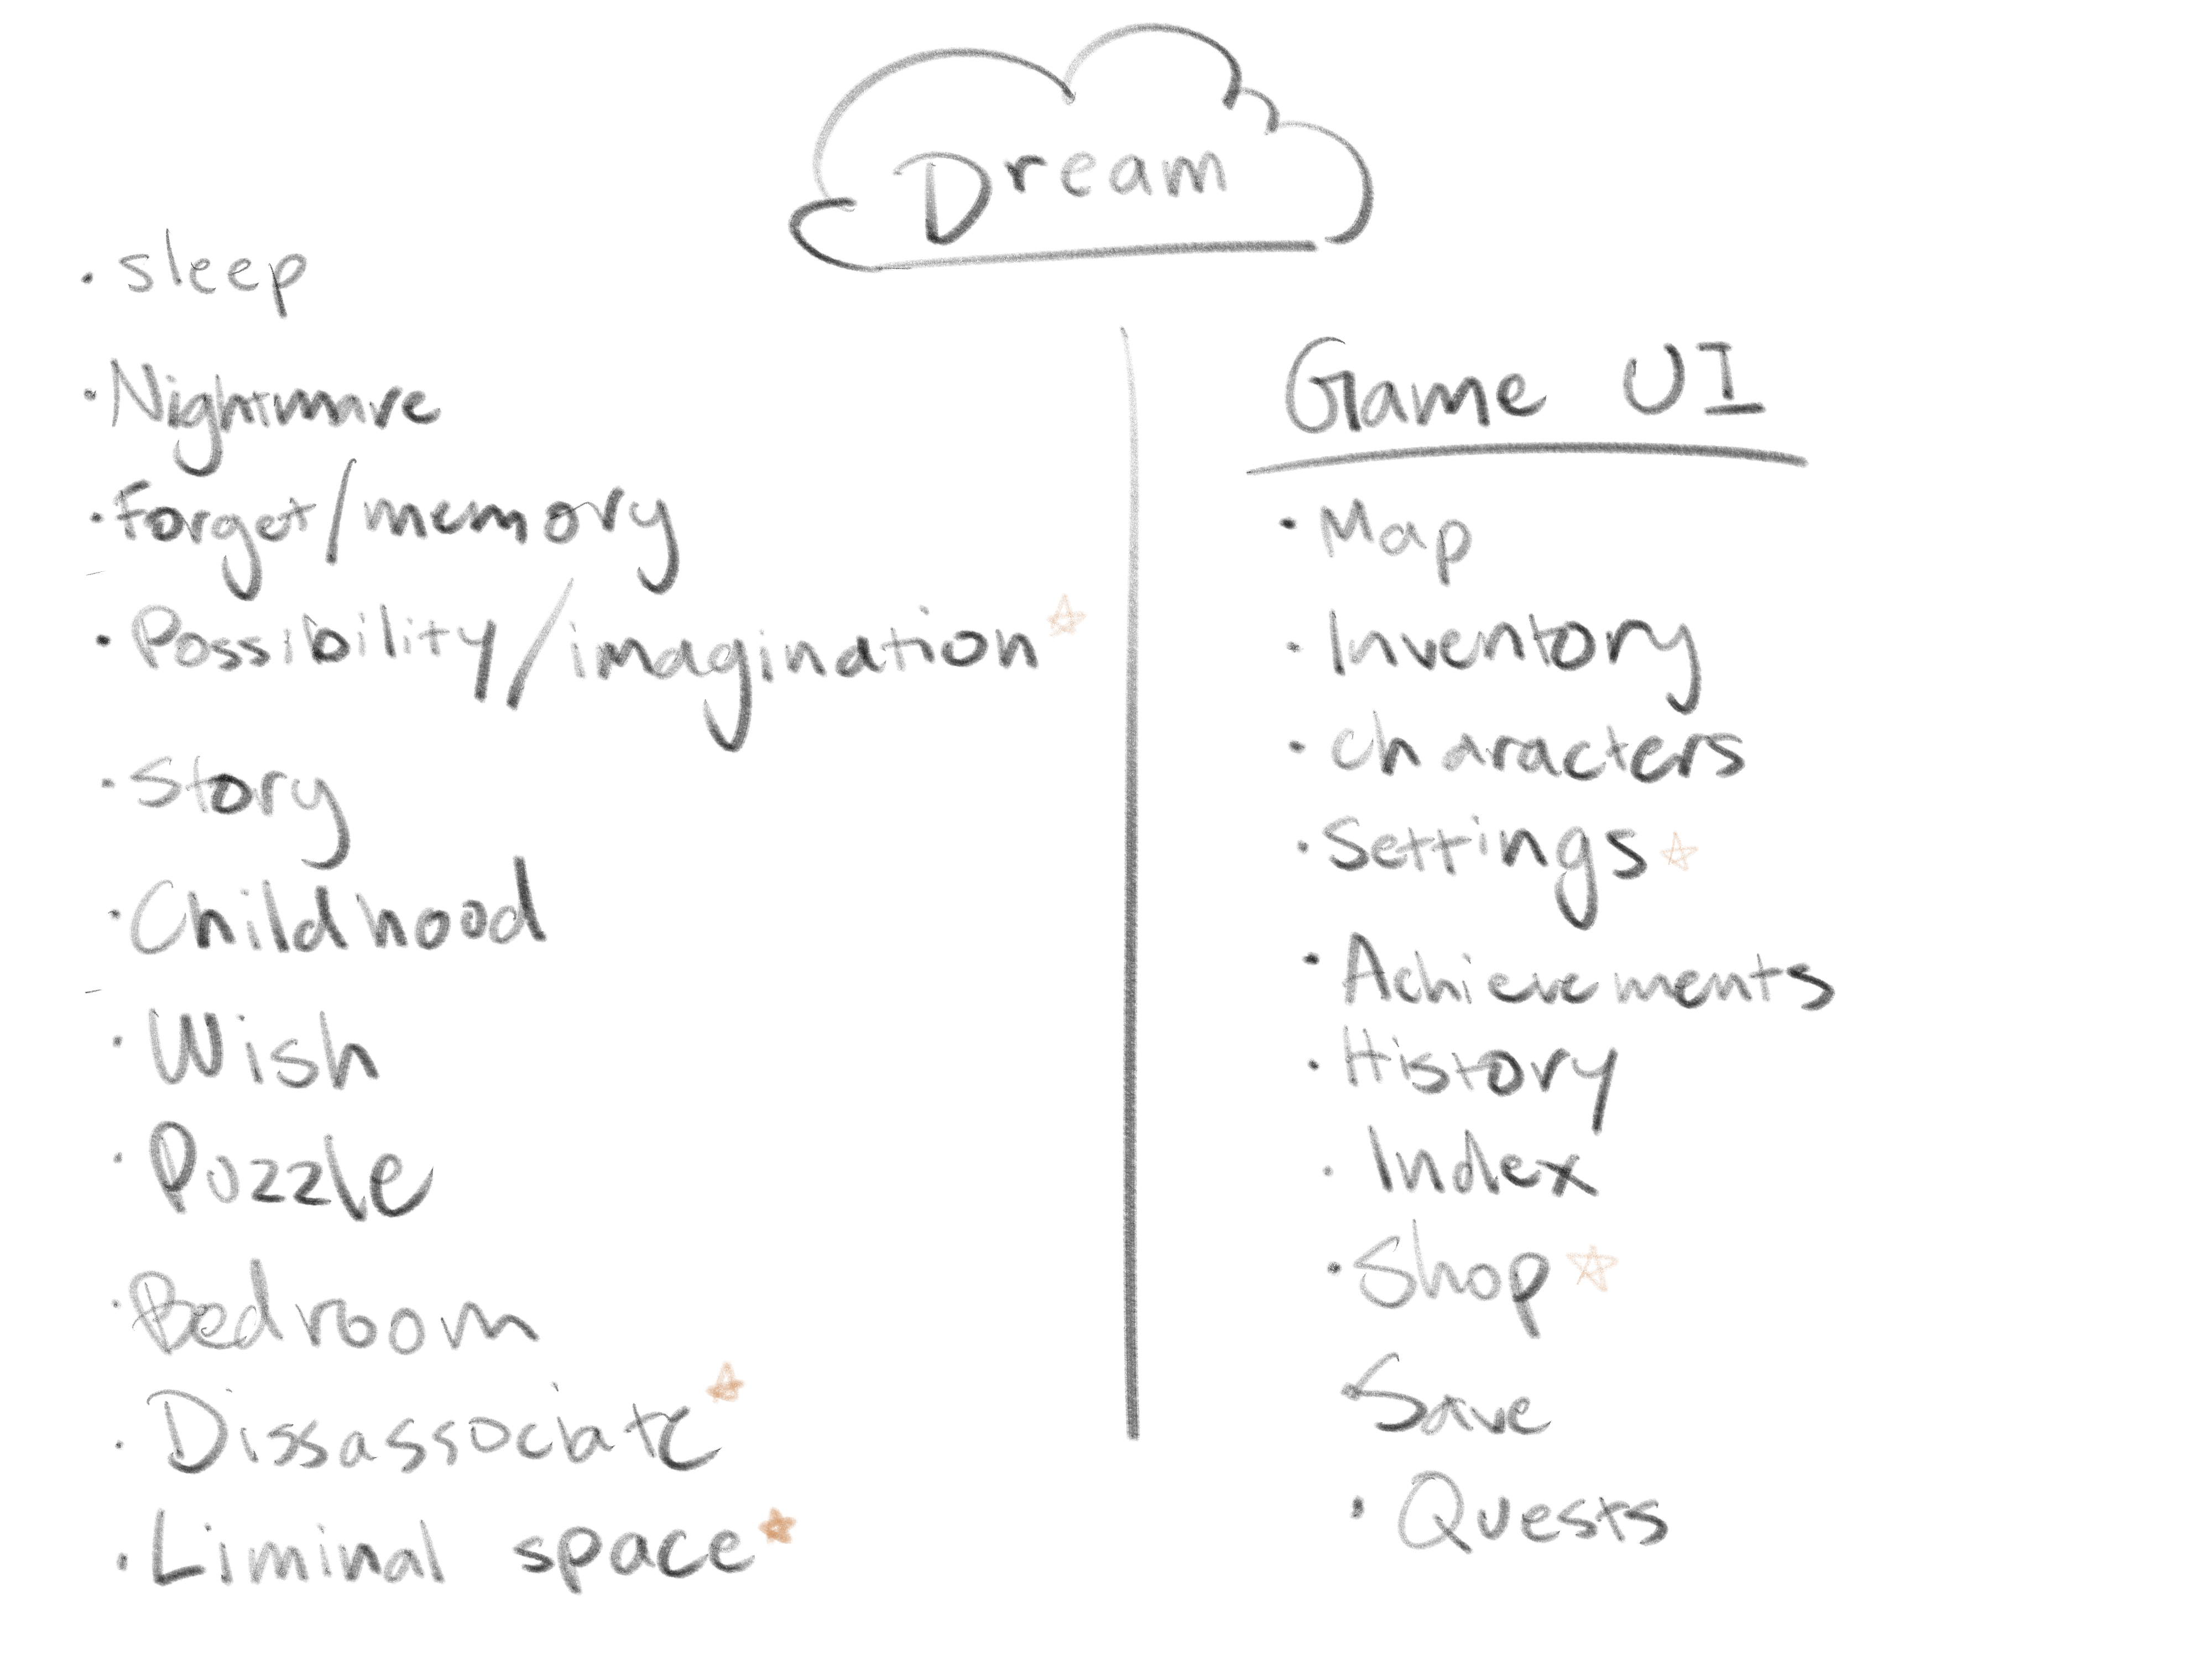 Dream
• sleep
• Nightmare
• Forget/memory
• Possibility/imagination
• Story
• Childhood
• Wish
• Puzzle
• Bedroom
• Dissassociate
• Liminal space
Game UI
• Map
• Inventory
• characters
• Settings
• Achievements
• History
• Index
• Shop
Save
• Quests